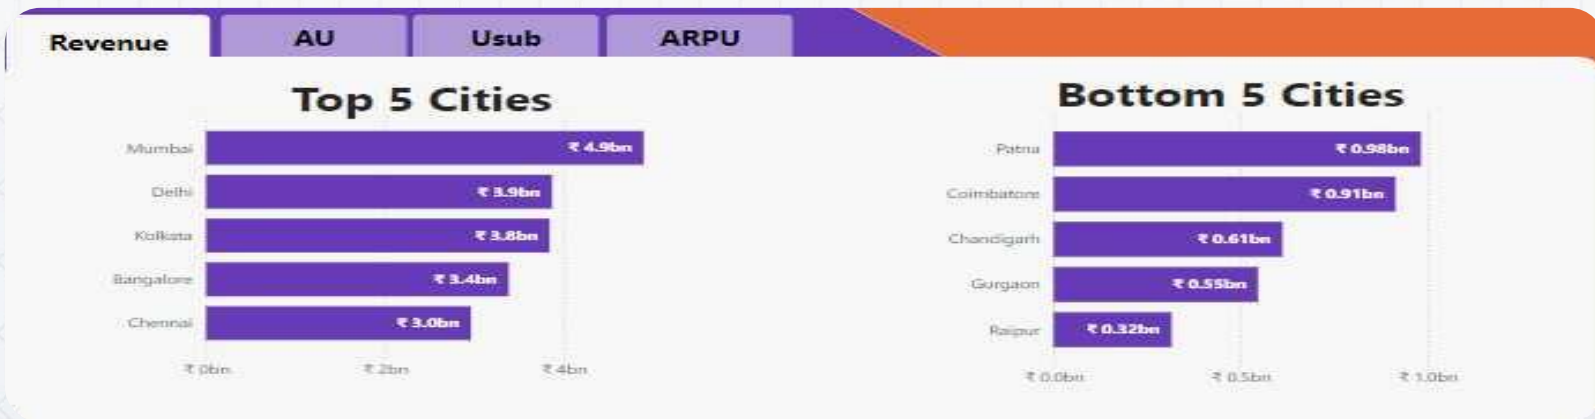 Revenue AU Usub ARPU
Top 5 Cities
Mumbai ₹ 4.9bn
Delhi ₹ 3.9bn
Kolkata ₹ 3.8bn
Bangalore ₹ 3.4bn
Chennai ₹ 3.0bn
₹ 0bn ₹ 2bn ₹ 4bn
Bottom 5 Cities
Patna ₹ 0.98bn
Coimbatore ₹ 0.91bn
Chandigarh ₹ 0.61bn
Gurgaon ₹ 0.55bn
Raipur ₹ 0.32bn
₹ 0.0bn ₹ 0.5bn ₹ 1.0bn